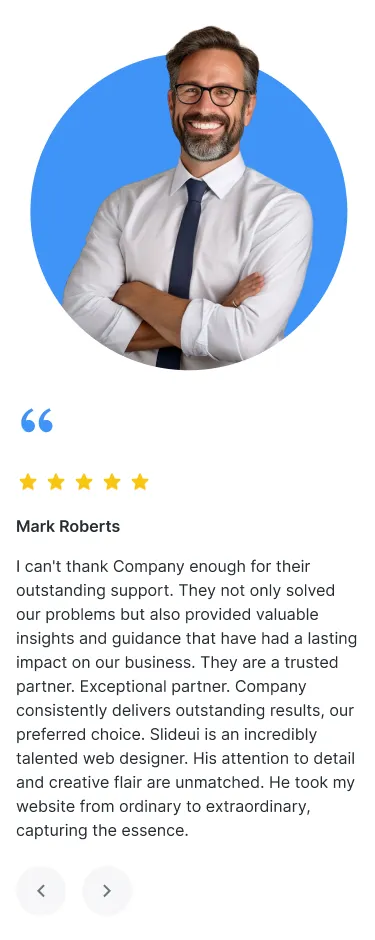 Mark Roberts
I can't thank Company enough for their
outstanding support. They not only solved
our problems but also provided valuable
insights and guidance that have had a lasting
impact on our business. They are a trusted
partner. Exceptional partner. Company
consistently delivers outstanding results, our
preferred choice. Slideui is an incredibly
talented web designer. His attention to detail
and creative flair are unmatched. He took my
website from ordinary to extraordinary,
capturing the essence.